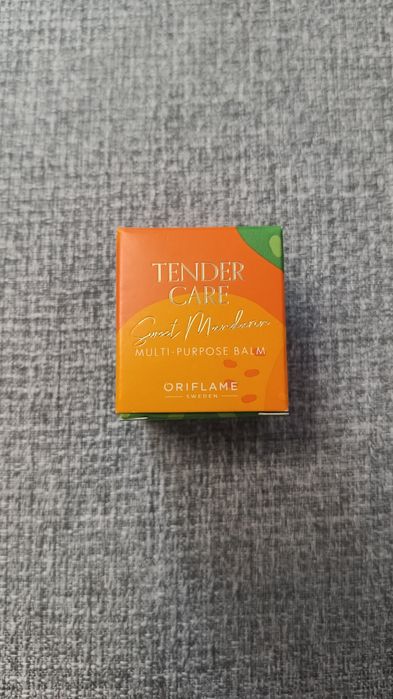 TENDER
CARE
Sweet Mandarin
MULTI-PURPOSE BALM
ORIFLAME
SWEDEN